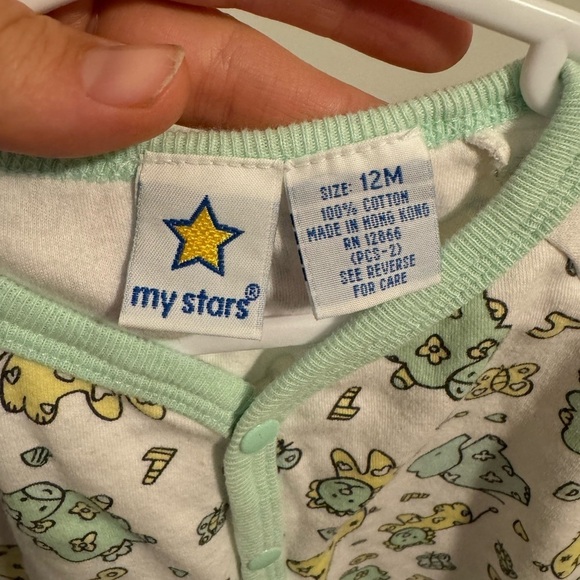 my stars®
SIZE: 12M
100% COTTON
MADE IN HONG KONG
RN 12866
(PCS-2)
SEE REVERSE
FOR CARE